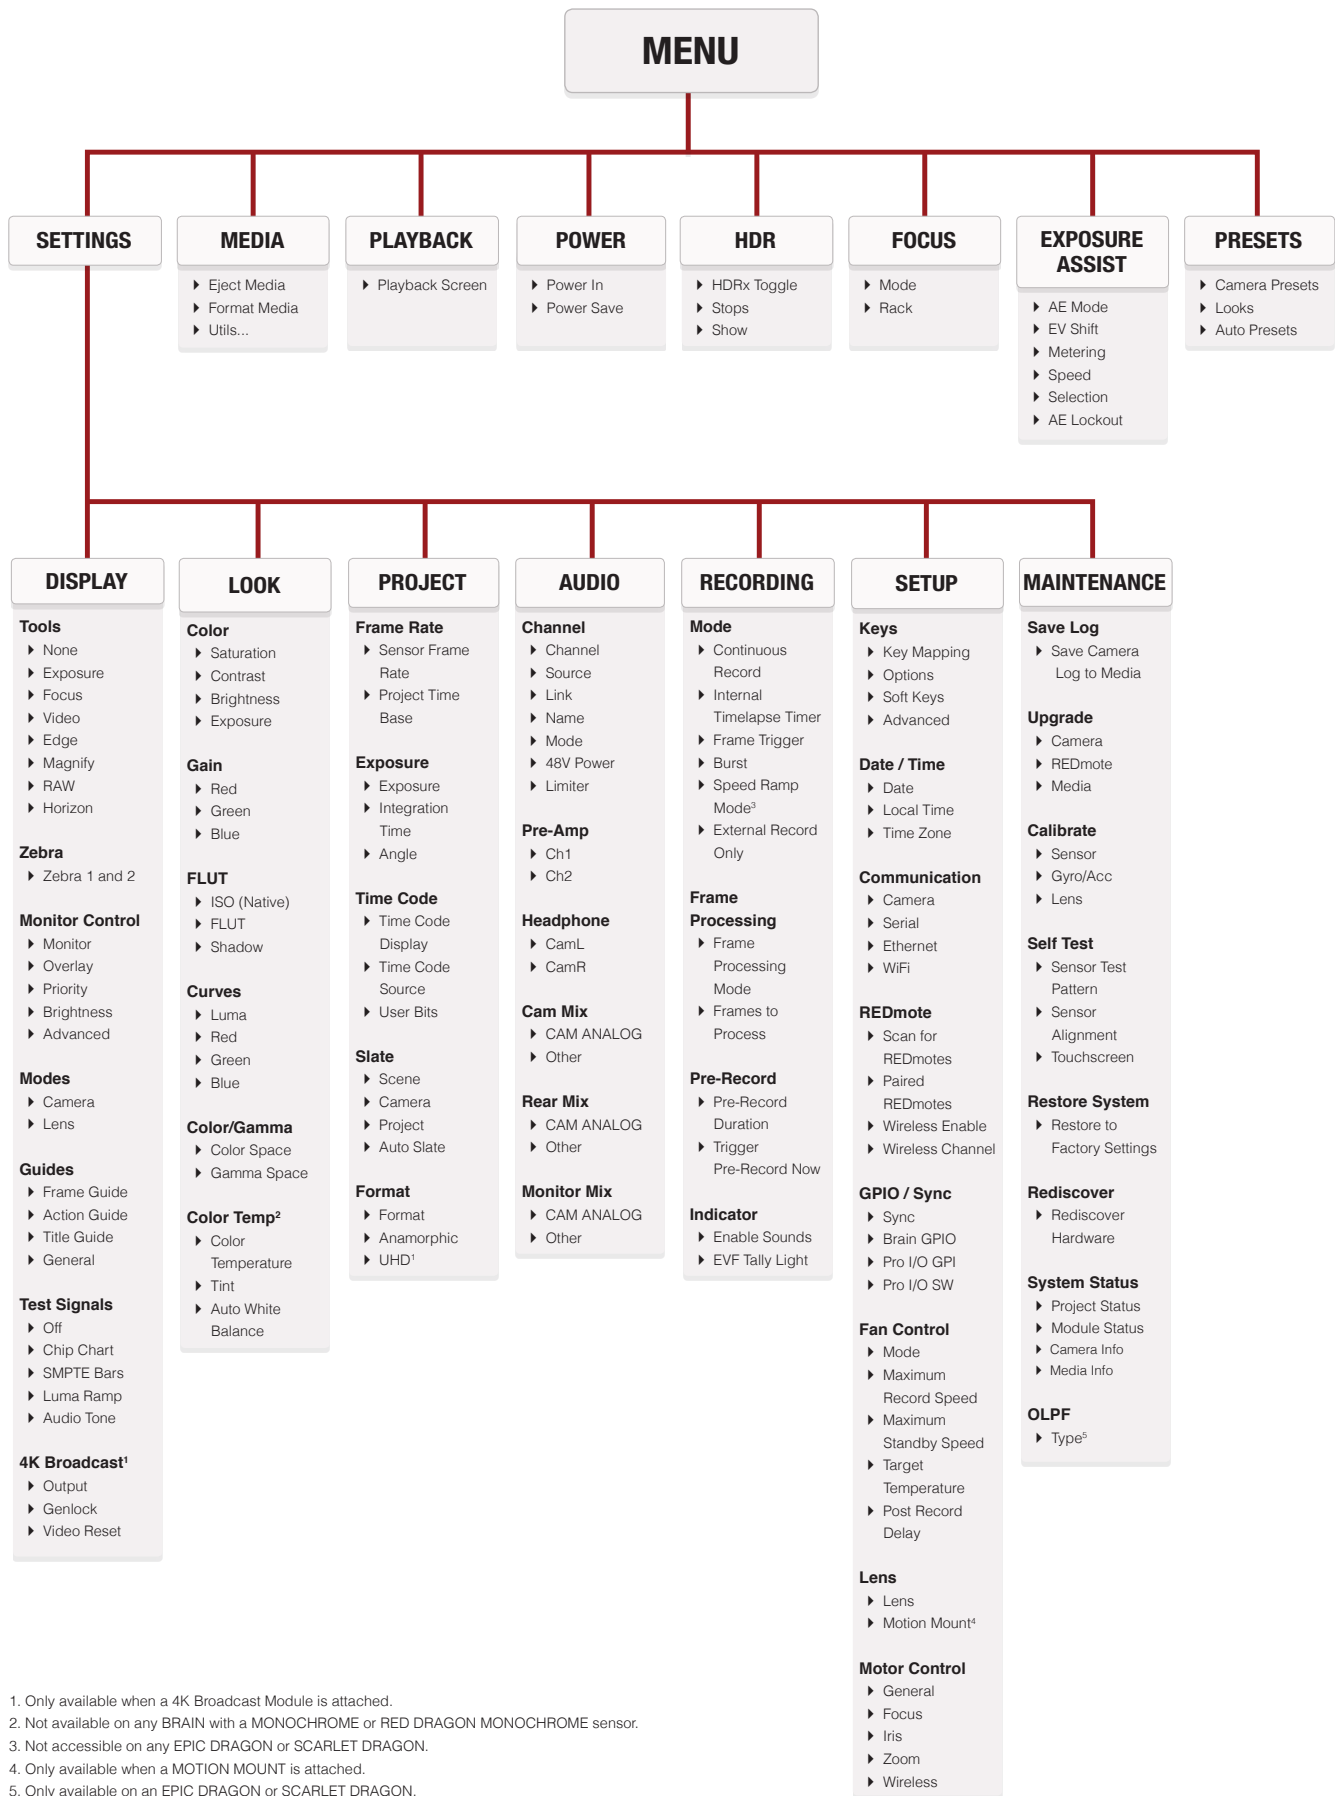 MENU
SETTINGS
MEDIA
Eject Media
Format Media
Utils...
PLAYBACK
Playback Screen
POWER
Power In
Power Save
HDR
HDRx Toggle
Stops
Show
FOCUS
Mode
Rack
EXPOSURE
ASSIST
AE Mode
EV Shift
Metering
Speed
Selection
AE Lockout
PRESETS
Camera Presets
Looks
Auto Presets
DISPLAY
Tools
None
Exposure
Focus
Video
Edge
Magnify
RAW
Horizon
Zebra
Zebra 1 and 2
Monitor Control
Monitor
Overlay
Priority
Brightness
Advanced
Modes
Camera
Lens
Guides
Frame Guide
Action Guide
Title Guide
General
Test Signals
Off
Chip Chart
SMPTE Bars
Luma Ramp
Audio Tone
4K Broadcast¹
Output
Genlock
Video Reset
LOOK
Color
Saturation
Contrast
Brightness
Exposure
Gain
Red
Green
Blue
FLUT
ISO (Native)
FLUT
Shadow
Curves
Luma
Red
Green
Blue
Color/Gamma
Color Space
Gamma Space
Color Temp²
Color
Temperature
Tint
Auto White
Balance
PROJECT
Frame Rate
Sensor Frame
Rate
Project Time
Base
Exposure
Exposure
Integration
Time
Angle
Time Code
Time Code
Display
Time Code
Source
User Bits
Slate
Scene
Camera
Project
Auto Slate
Format
Format
Anamorphic
UHD¹
AUDIO
Channel
Channel
Source
Link
Name
Mode
48V Power
Limiter
Pre-Amp
Ch1
Ch2
Headphone
CamL
CamR
Cam Mix
CAM ANALOG
Other
Rear Mix
CAM ANALOG
Other
Monitor Mix
CAM ANALOG
Other
RECORDING
Mode
Continuous
Record
Internal
Timelapse Timer
Frame Trigger
Burst
Speed Ramp
Mode³
External Record
Only
Frame
Processing
Frame
Processing
Mode
Frames to
Process
Pre-Record
Pre-Record
Duration
Trigger
Pre-Record Now
Indicator
Enable Sounds
EVF Tally Light
SETUP
Keys
Key Mapping
Options
Soft Keys
Advanced
Date / Time
Date
Local Time
Time Zone
Communication
Camera
Serial
Ethernet
WiFi
REDmote
Scan for
REDmotes
Paired
REDmotes
Wireless Enable
Wireless Channel
GPIO / Sync
Sync
Brain GPIO
Pro I/O GPI
Pro I/O SW
Fan Control
Mode
Maximum
Record Speed
Maximum
Standby Speed
Target
Temperature
Post Record
Delay
Lens
Lens
Motion Mount⁴
Motor Control
General
Focus
Iris
Zoom
Wireless
MAINTENANCE
Save Log
Save Camera
Log to Media
Upgrade
Camera
REDmote
Media
Calibrate
Sensor
Gyro/Acc
Lens
Self Test
Sensor Test
Pattern
Sensor
Alignment
Touchscreen
Restore System
Restore to
Factory Settings
Rediscover
Rediscover
Hardware
System Status
Project Status
Module Status
Camera Info
Media Info
OLPF
Type⁵
1. Only available when a 4K Broadcast Module is attached.
2. Not available on any BRAIN with a MONOCHROME or RED DRAGON MONOCHROME sensor.
3. Not accessible on any EPIC DRAGON or SCARLET DRAGON.
4. Only available when a MOTION MOUNT is attached.
5. Only available on an EPIC DRAGON or SCARLET DRAGON.